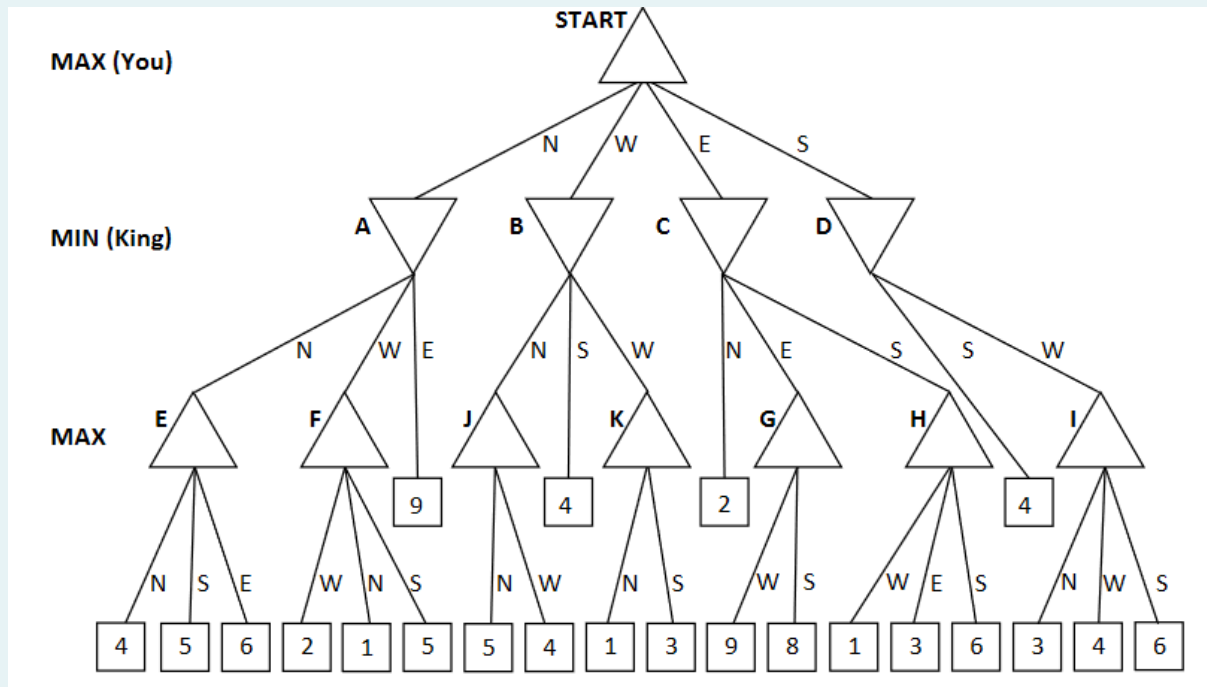 START
MAX (You)
N W E S
A B C D
MIN (King)
N W E N S W N E S S W
E F J K G H I
MAX
9 4 2 4
N S E W N S N W N S W S W E S N W S
4 5 6 2 1 5 5 4 1 3 9 8 1 3 6 3 4 6